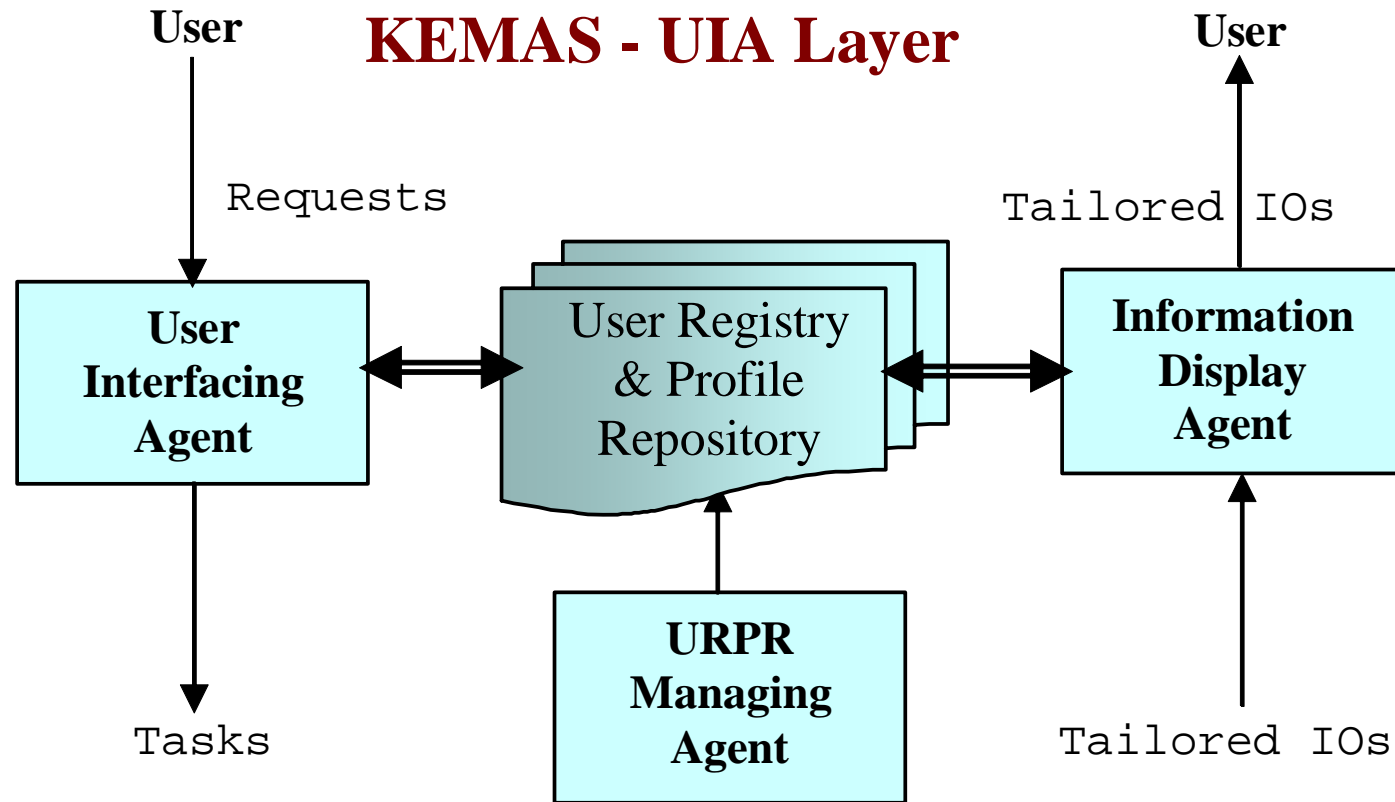 KEMAS - UIA Layer
User
User
Requests
Tailored IOs
User
Interfacing
Agent
User Registry
& Profile
Repository
Information
Display
Agent
URPR
Managing
Agent
Tasks
Tailored IOs